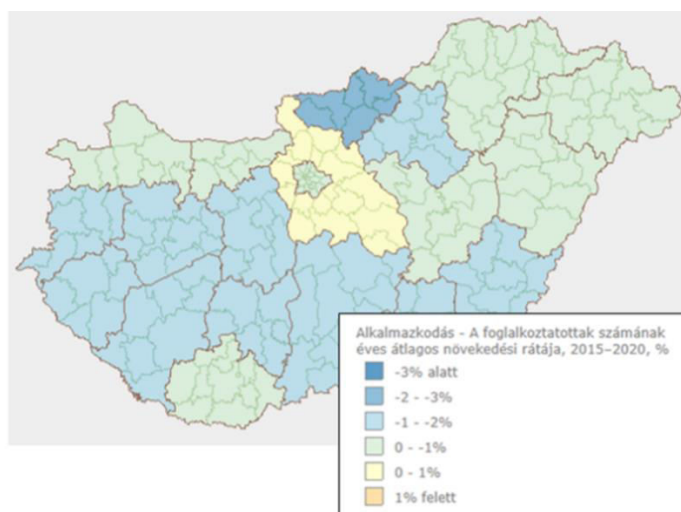 Alkalmazkodás - A foglalkoztatottak számának
éves átlagos növekedési rátája, 2015–2020, %
-3% alatt
-2 - -3%
-1 - -2%
0 - -1%
0 - 1%
1% felett